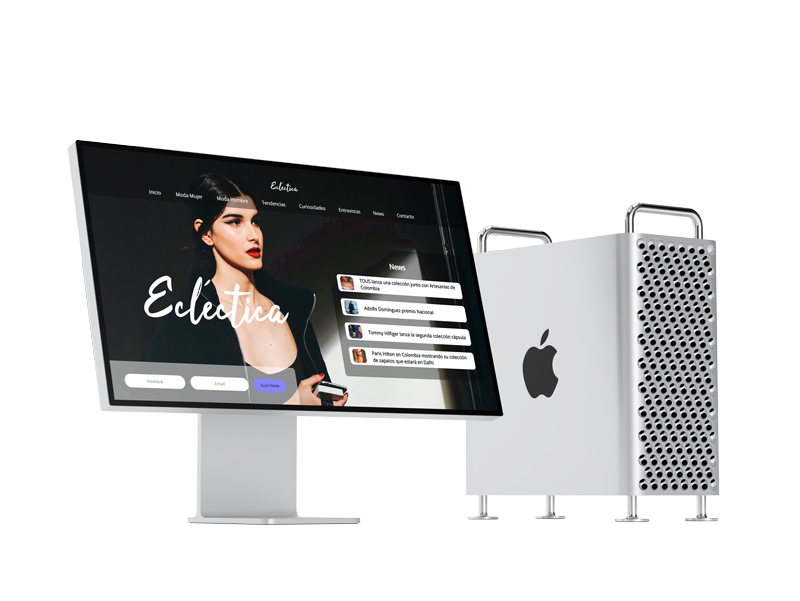 Ecléctica
Inicio
Moda Mujer
Moda Hombre
Tendencias
Curiosidades
Entrevistas
News
Contacto
Ecléctica
News
TOUS lanza una colección junto con Artesanías de
Colombia
Adolfo Domínguez premio Nacional
Tommy Hilfiger lanza la segunda colección cápsula
Paris Hilton en Colombia mostrando su colección
de zapatos que estará en Dafiti
Nombre
Email
Suscríbete